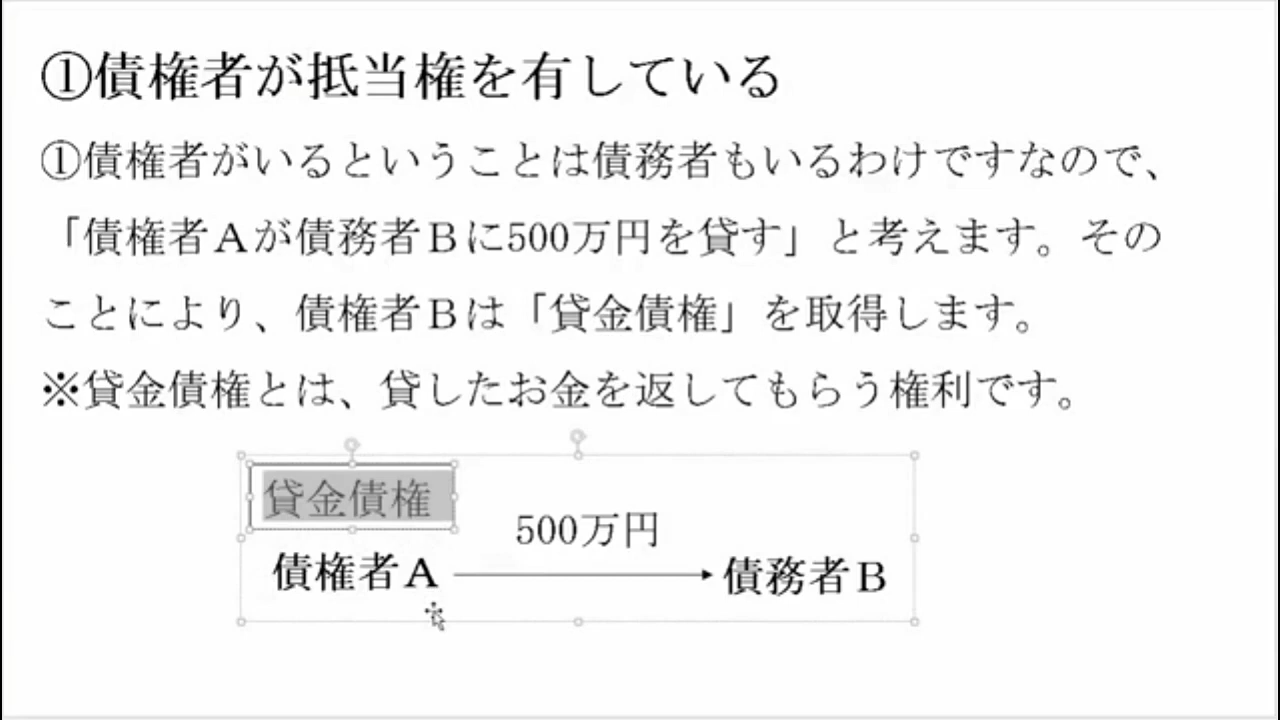 ①債権者が抵当権を有している
①債権者がいるということは債務者もいるわけですなので、
「債権者Ａが債務者Ｂに500万円を貸す」と考えます。その
ことにより、債権者Ｂは「貸金債権」を取得します。
※貸金債権とは、貸したお金を返してもらう権利です。
貸金債権
500万円
債権者Ａ
債務者Ｂ